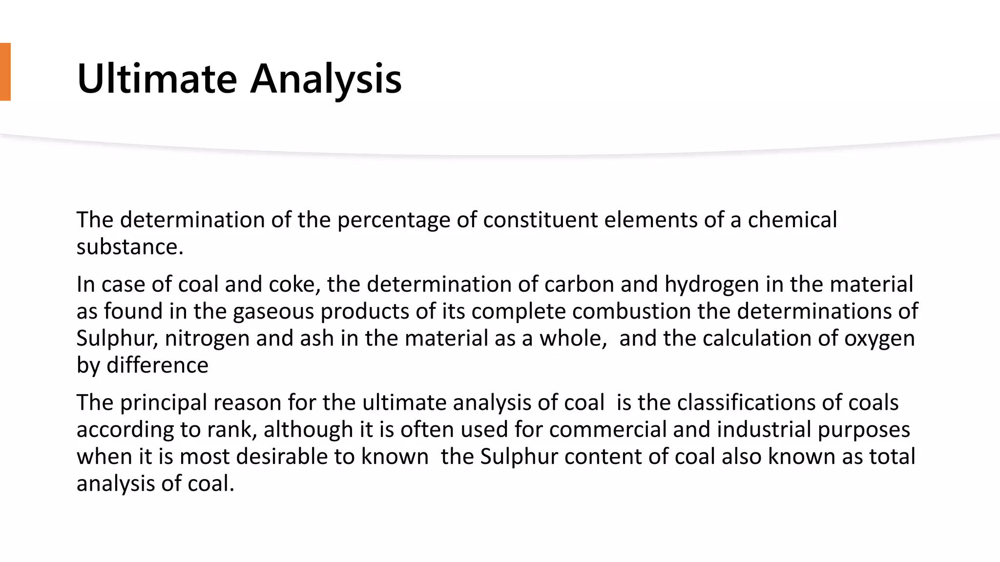 Ultimate Analysis
The determination of the percentage of constituent elements of a chemical
substance.
In case of coal and coke, the determination of carbon and hydrogen in the material
as found in the gaseous products of its complete combustion the determinations of
Sulphur, nitrogen and ash in the material as a whole,  and the calculation of oxygen
by difference
The principal reason for the ultimate analysis of coal  is the classifications of coals
according to rank, although it is often used for commercial and industrial purposes
when it is most desirable to known  the Sulphur content of coal also known as total
analysis of coal.